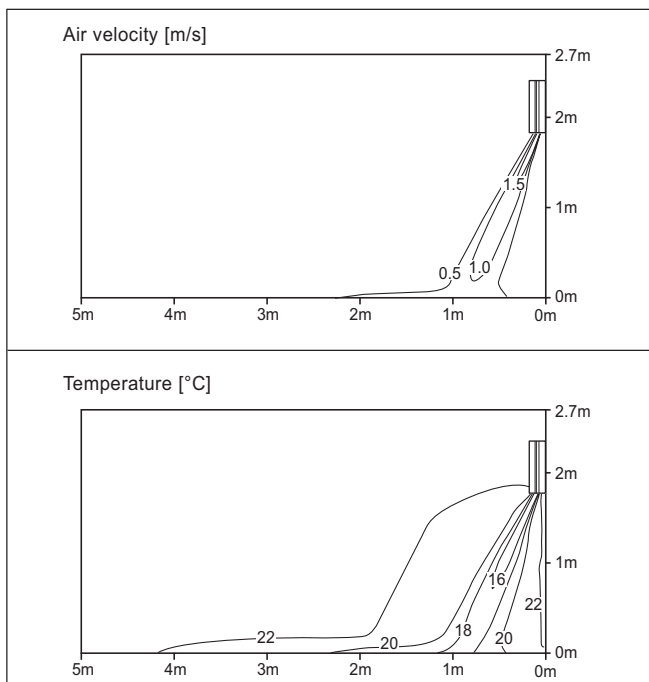 Air velocity [m/s]
2.7m
2m
1.5
1m
0.5 1.0
0m
5m 4m 3m 2m 1m 0m
Temperature [°C]
2.7m
2m
1m
16
22
18
22 20 20
0m
5m 4m 3m 2m 1m 0m